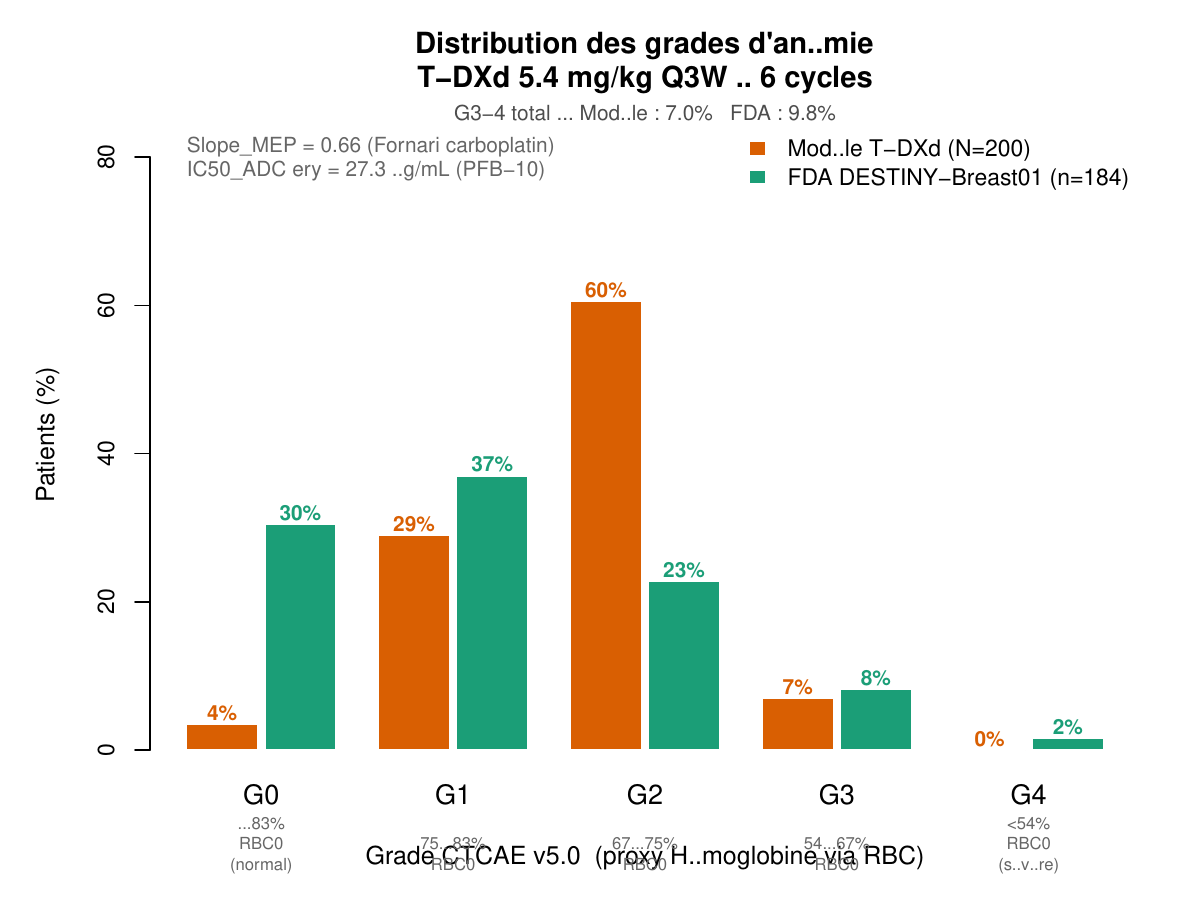 Distribution des grades d'an..mie
T−DXd 5.4 mg/kg Q3W .. 6 cycles
G3−4 total ... Mod..le : 7.0%   FDA : 9.8%
Slope_MEP = 0.66 (Fornari carboplatin)
IC50_ADC ery = 27.3 ..g/mL (PFB−10)
Mod..le T−DXd (N=200)
FDA DESTINY−Breast01 (n=184)
Patients (%)
80
60
40
20
0
4%
30%
29%
37%
60%
23%
7%
8%
0%
2%
G0
G1
G2
G3
G4
...83%
RBC0
(normal)
75...83%
RBC0
67...75%
RBC0
54...67%
RBC0
<54%
RBC0
(s..v..re)
Grade CTCAE v5.0  (proxy H..moglobine via RBC)